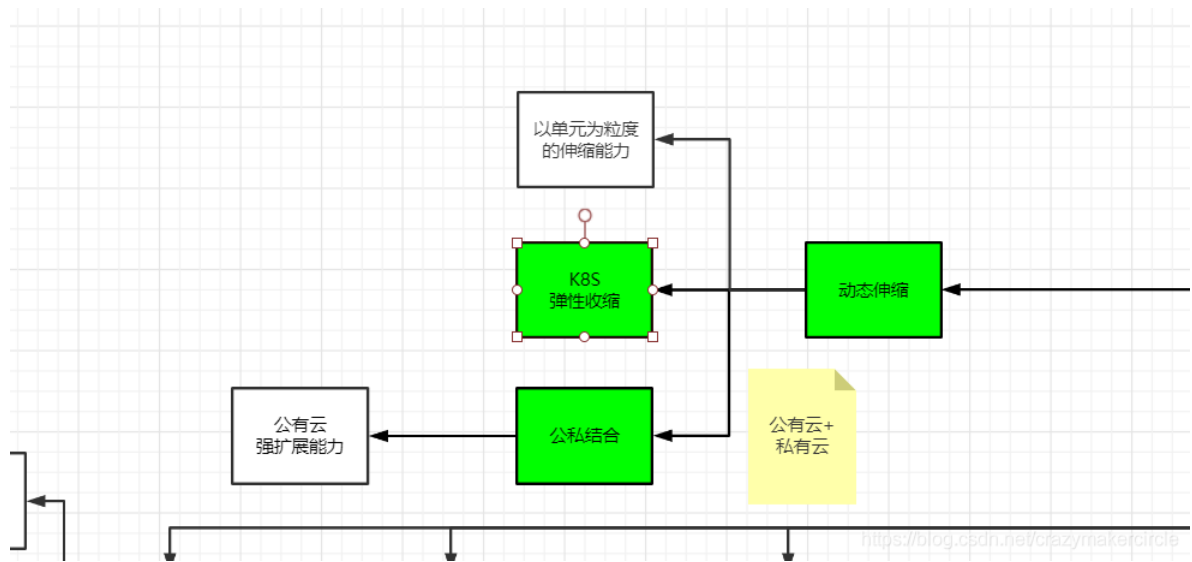 以单元为粒度
的伸缩能力
K8S
弹性收缩
动态伸缩
公有云
强扩展能力
公私结合
公有云+
私有云
https://blog.csdn.net/crazymakercircle